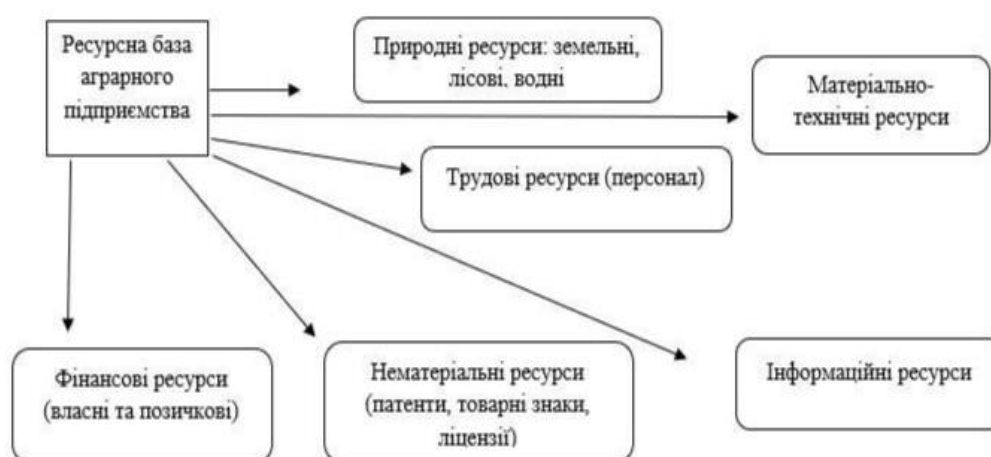 Ресурсна база
аграрного
підприємства
Природні ресурси: земельні,
лісові, водні
Матеріально-
технічні ресурси
Трудові ресурси (персонал)
Фінансові ресурси
(власні та позичкові)
Нематеріальні ресурси
(патенти, товарні знаки,
ліцензії)
Інформаційні ресурси